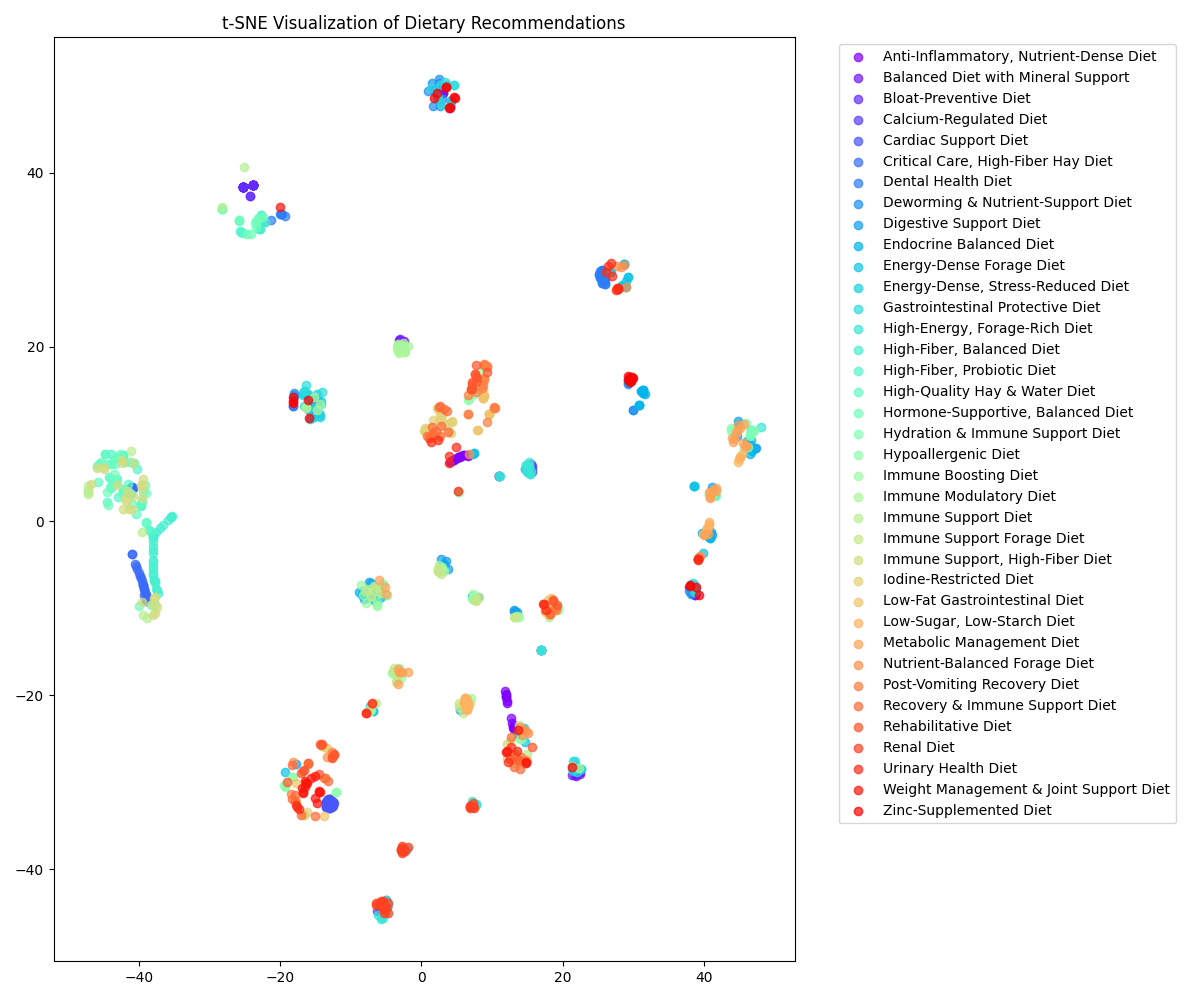 t-SNE Visualization of Dietary Recommendations
40
20
0
−20
−40
−40
−20
0
20
40
Anti-Inflammatory, Nutrient-Dense Diet
Balanced Diet with Mineral Support
Bloat-Preventive Diet
Calcium-Regulated Diet
Cardiac Support Diet
Critical Care, High-Fiber Hay Diet
Dental Health Diet
Deworming & Nutrient-Support Diet
Digestive Support Diet
Endocrine Balanced Diet
Energy-Dense Forage Diet
Energy-Dense, Stress-Reduced Diet
Gastrointestinal Protective Diet
High-Energy, Forage-Rich Diet
High-Fiber, Balanced Diet
High-Fiber, Probiotic Diet
High-Quality Hay & Water Diet
Hormone-Supportive, Balanced Diet
Hydration & Immune Support Diet
Hypoallergenic Diet
Immune Boosting Diet
Immune Modulatory Diet
Immune Support Diet
Immune Support Forage Diet
Immune Support, High-Fiber Diet
Iodine-Restricted Diet
Low-Fat Gastrointestinal Diet
Low-Sugar, Low-Starch Diet
Metabolic Management Diet
Nutrient-Balanced Forage Diet
Post-Vomiting Recovery Diet
Recovery & Immune Support Diet
Rehabilitative Diet
Renal Diet
Urinary Health Diet
Weight Management & Joint Support Diet
Zinc-Supplemented Diet